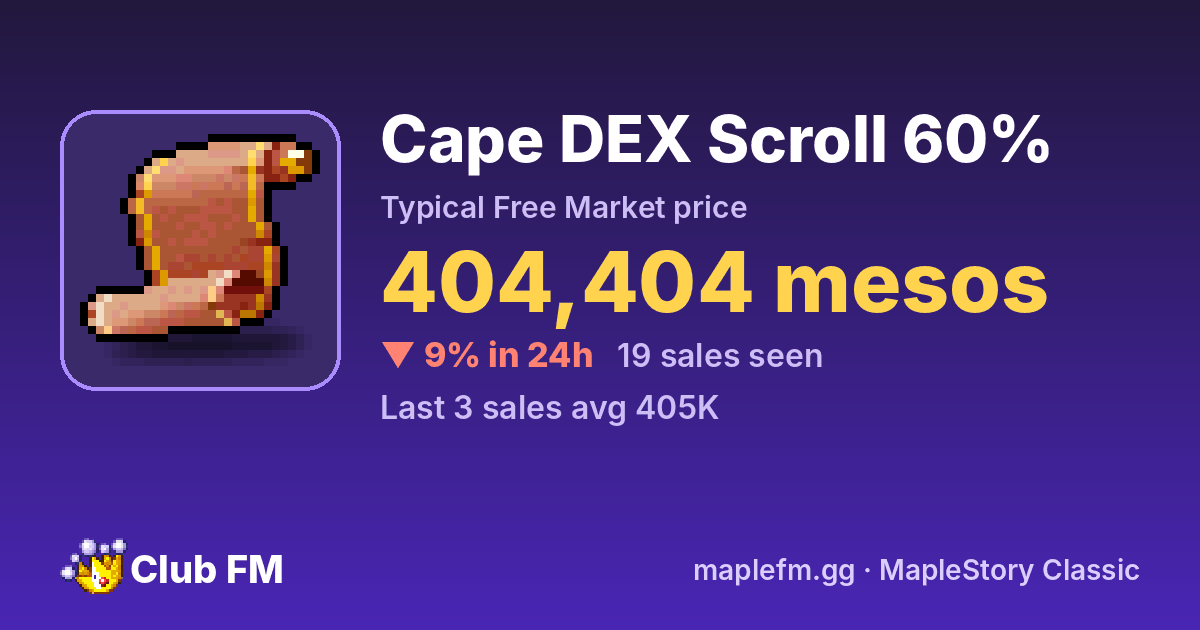 Cape DEX Scroll 60%
Typical Free Market price
404,404 mesos
▼ 9% in 24h 19 sales seen
Last 3 sales avg 405K
Club FM
maplefm.gg · MapleStory Classic